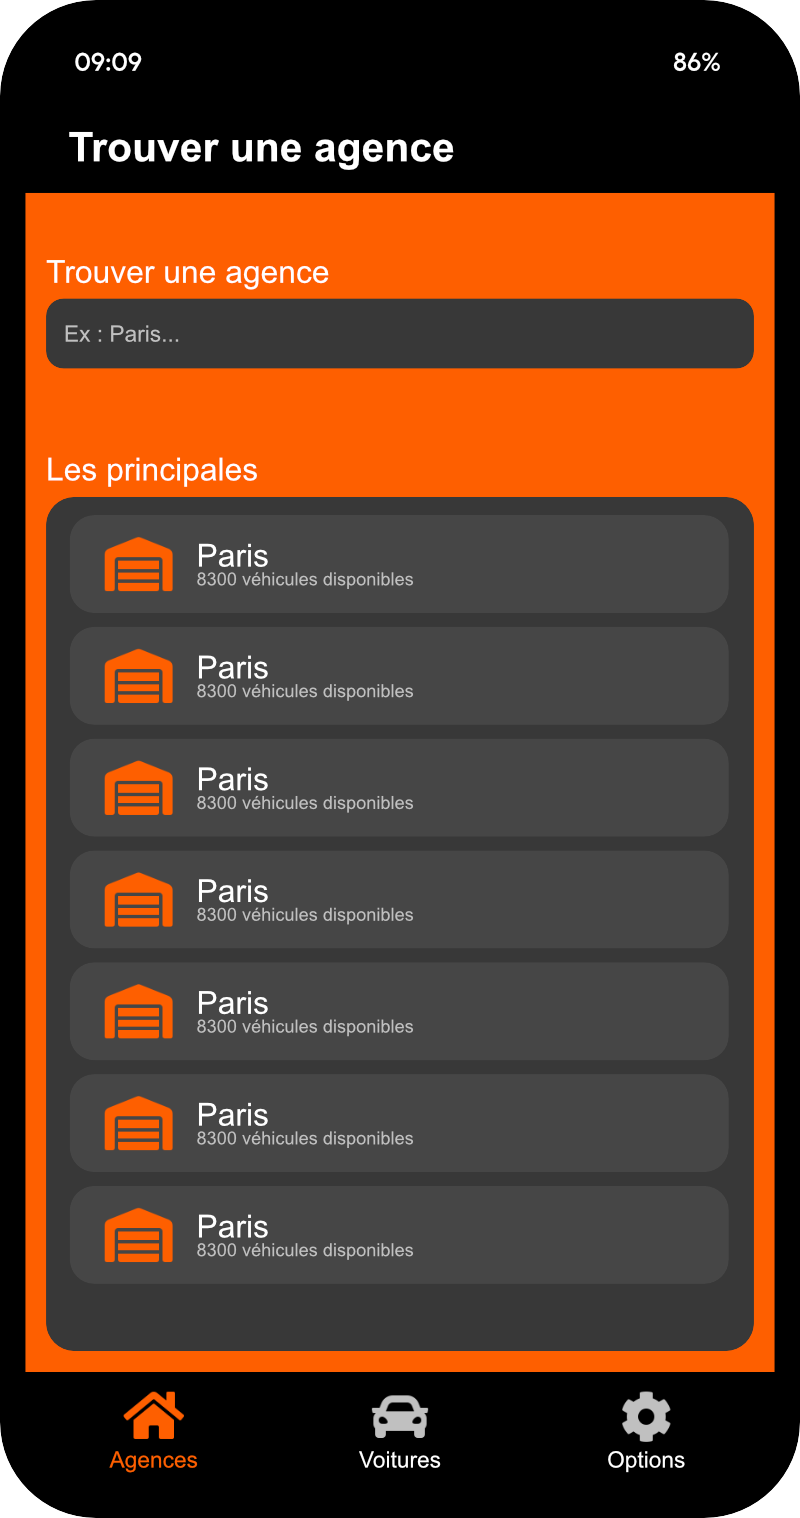 09:09 86%
Trouver une agence
Trouver une agence
Ex : Paris...
Les principales
Paris
8300 véhicules disponibles
Paris
8300 véhicules disponibles
Paris
8300 véhicules disponibles
Paris
8300 véhicules disponibles
Paris
8300 véhicules disponibles
Paris
8300 véhicules disponibles
Paris
8300 véhicules disponibles
Agences Voitures Options